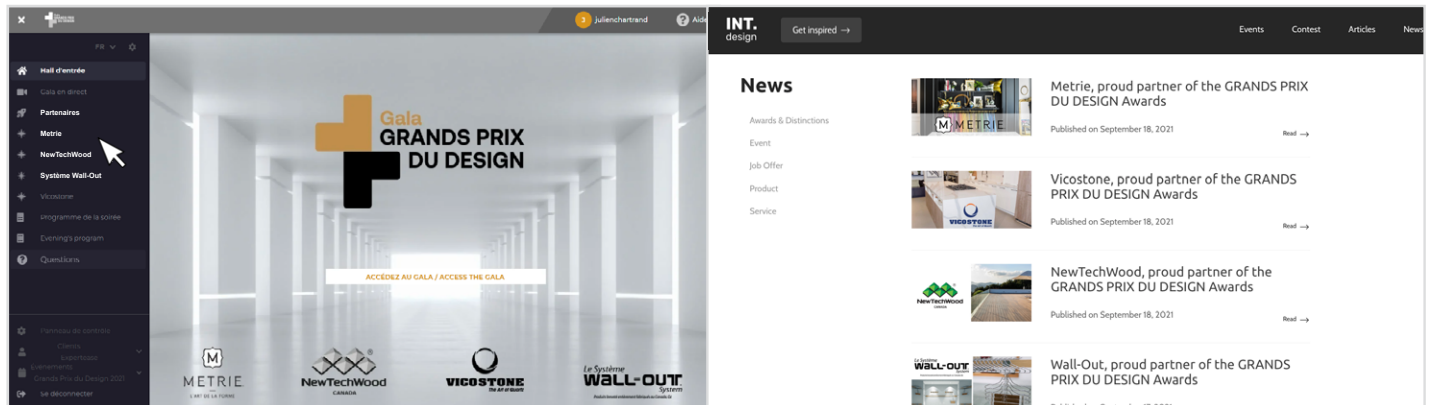 julienchartrand
3
?
FR
Hall d'entrée
Gala en direct
Partenaires
Metrie
NewTechWood
Système Wall-Out
Vicostone
Programme de la soirée
Evening's program
Questions
Panneau de contrôle
Clients
Evenements
Grands Prix du Design 2021
Se déconnecter
Gala
GRANDS PRIX
DU DESIGN
ACCÉDEZ AU GALA / ACCESS THE GALA
M
METRIE
L'ART DE LA FORME
NewTechWood
CANADA
VICOSTONE
Le Système
WALL-OUT
System
INT.
design
Get inspired →
Events
Contest
Articles
News
News
Awards & Distinctions
Event
Job Offer
Product
Service
M METRIE
Metrie, proud partner of the GRANDS PRIX
DU DESIGN Awards
Published on September 18, 2021
Read →
VICOSTONE
Vicostone, proud partner of the GRANDS
PRIX DU DESIGN Awards
Published on September 18, 2021
Read →
NewTechWood
CANADA
NewTechWood, proud partner of the
GRANDS PRIX DU DESIGN Awards
Published on September 18, 2021
Read →
Le Système
WALL-OUT
System
Wall-Out, proud partner of the GRANDS
PRIX DU DESIGN Awards